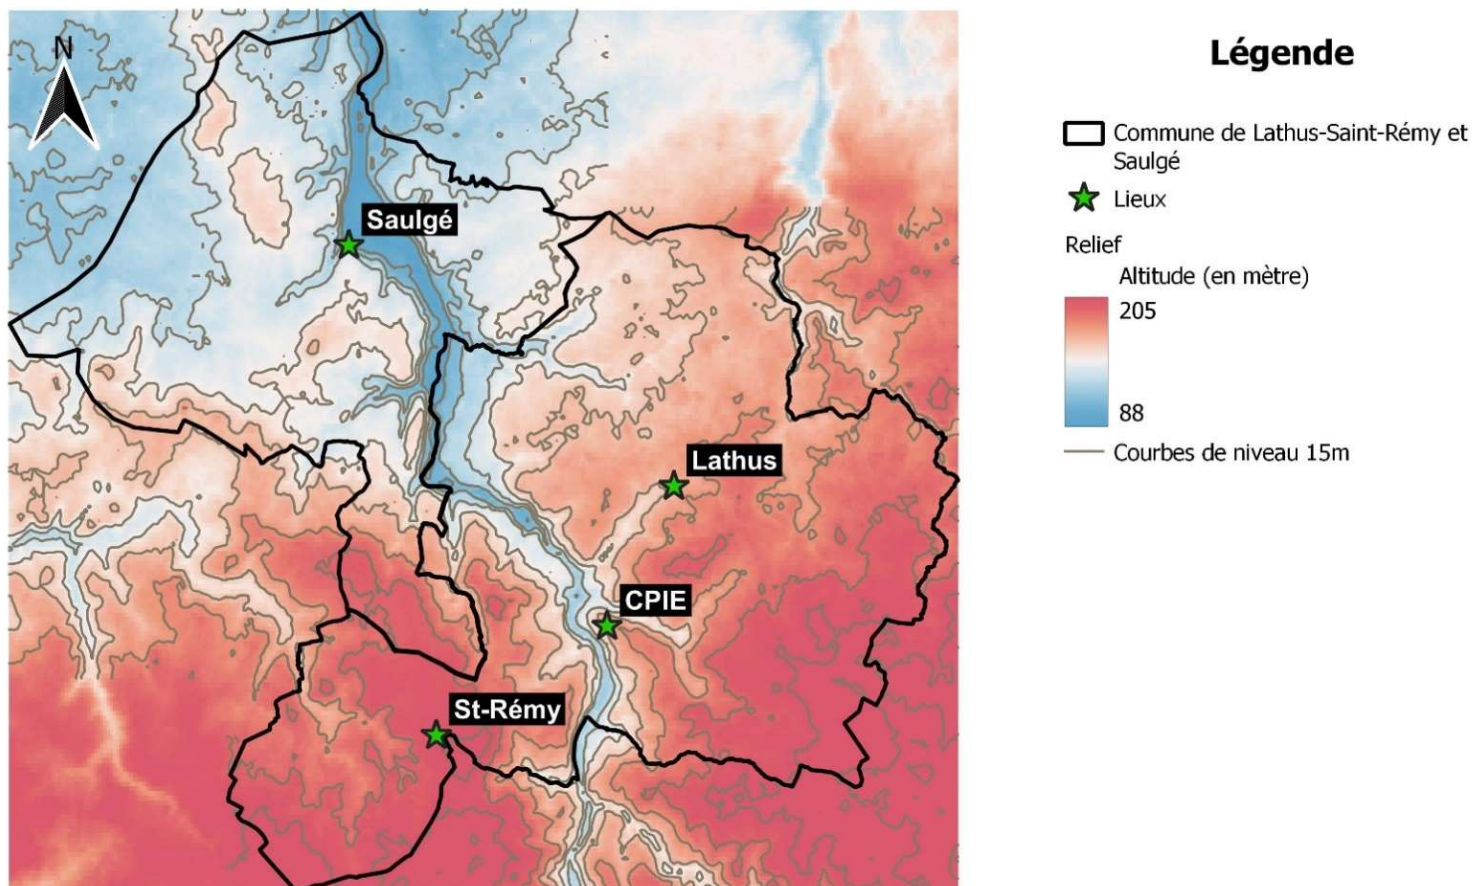 N
Saulgé
Lathus
CPIE
St-Rémy
Légende
Commune de Lathus-Saint-Rémy et
Saulgé
Lieux
Relief
Altitude (en mètre)
205
88
Courbes de niveau 15m